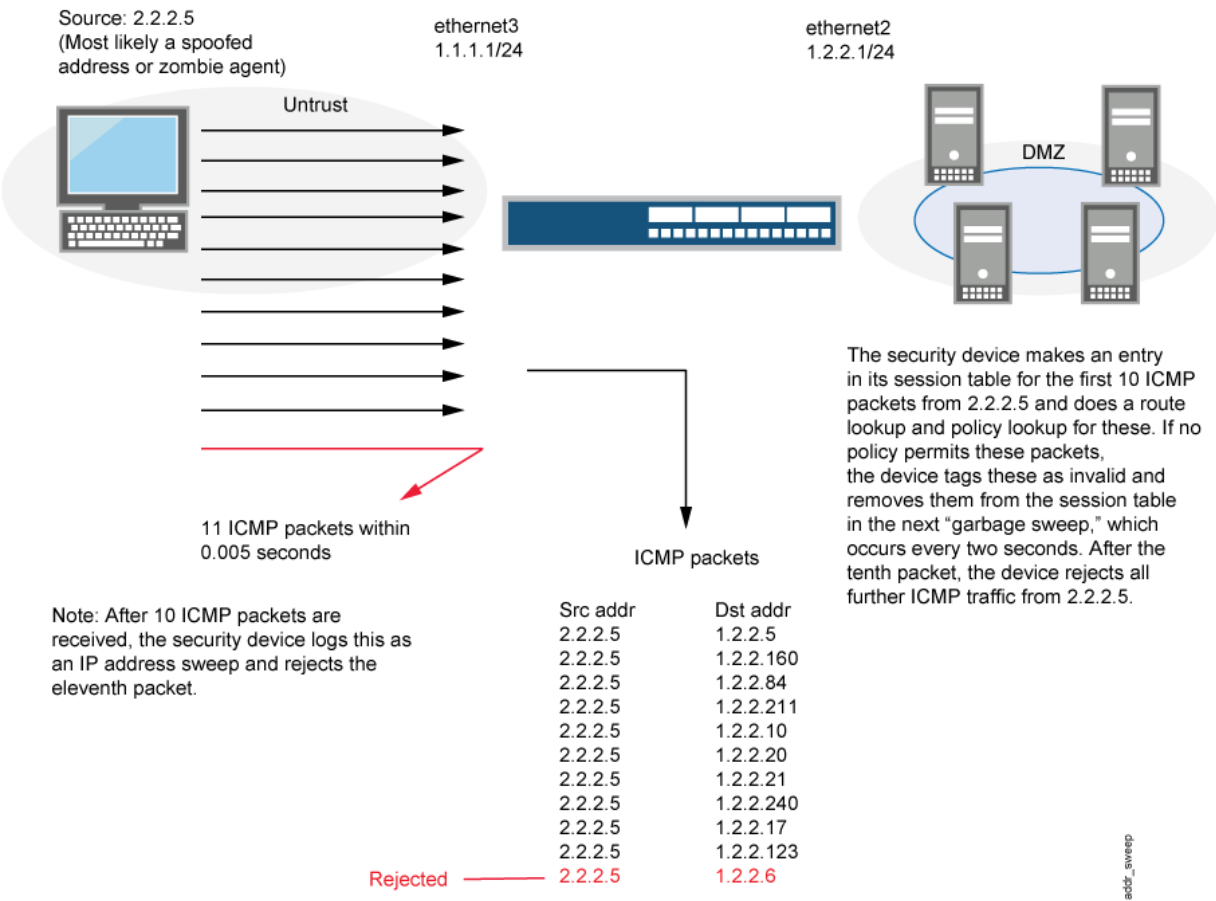 Source: 2.2.2.5
(Most likely a spoofed
address or zombie agent)
ethernet3
1.1.1.1/24
ethernet2
1.2.2.1/24
Untrust
DMZ
11 ICMP packets within
0.005 seconds
Note: After 10 ICMP packets are
received, the security device logs this as
an IP address sweep and rejects the
eleventh packet.
ICMP packets
Src addr Dst addr
2.2.2.5 1.2.2.5
2.2.2.5 1.2.2.160
2.2.2.5 1.2.2.84
2.2.2.5 1.2.2.211
2.2.2.5 1.2.2.10
2.2.2.5 1.2.2.20
2.2.2.5 1.2.2.21
2.2.2.5 1.2.2.240
2.2.2.5 1.2.2.17
2.2.2.5 1.2.2.123
Rejected 2.2.2.5 1.2.2.6
The security device makes an entry
in its session table for the first 10 ICMP
packets from 2.2.2.5 and does a route
lookup and policy lookup for these. If no
policy permits these packets,
the device tags these as invalid and
removes them from the session table
in the next “garbage sweep,” which
occurs every two seconds. After the
tenth packet, the device rejects all
further ICMP traffic from 2.2.2.5.
addr_sweep